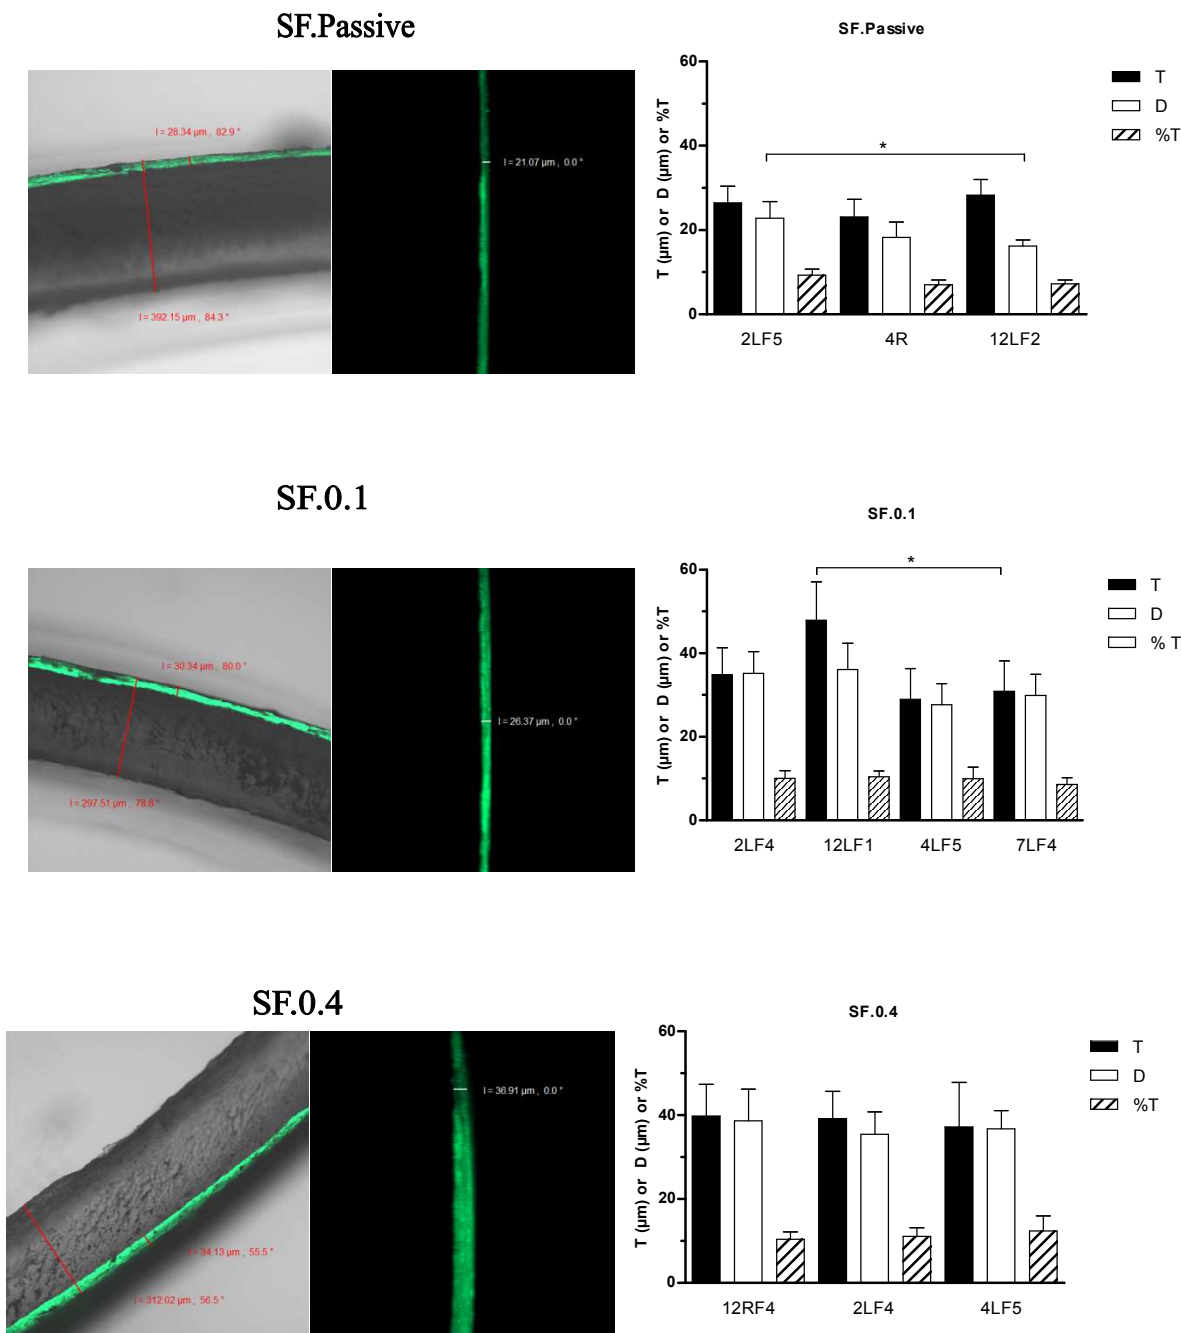 SF.Passive
l = 28.34 µm , 82.9 °
l = 392.15 µm , 84.3 °
l = 21.07 µm , 0.0 °
SF.Passive
T (µm) or D (µm) or %T
60
40
20
0
*
2LF5 4R 12LF2
T
D
%T
SF.0.1
l = 30.34 µm , 80.0 °
l = 297.51 µm , 78.8 °
l = 26.37 µm , 0.0 °
SF.0.1
T (µm) or D (µm) or %T
60
40
20
0
*
2LF4 12LF1 4LF5 7LF4
T
D
% T
SF.0.4
l = 34.13 µm , 55.5 °
l = 312.02 µm , 56.5 °
l = 36.91 µm , 0.0 °
SF.0.4
T (µm) or D (µm) or %T
60
40
20
0
12RF4 2LF4 4LF5
T
D
%T